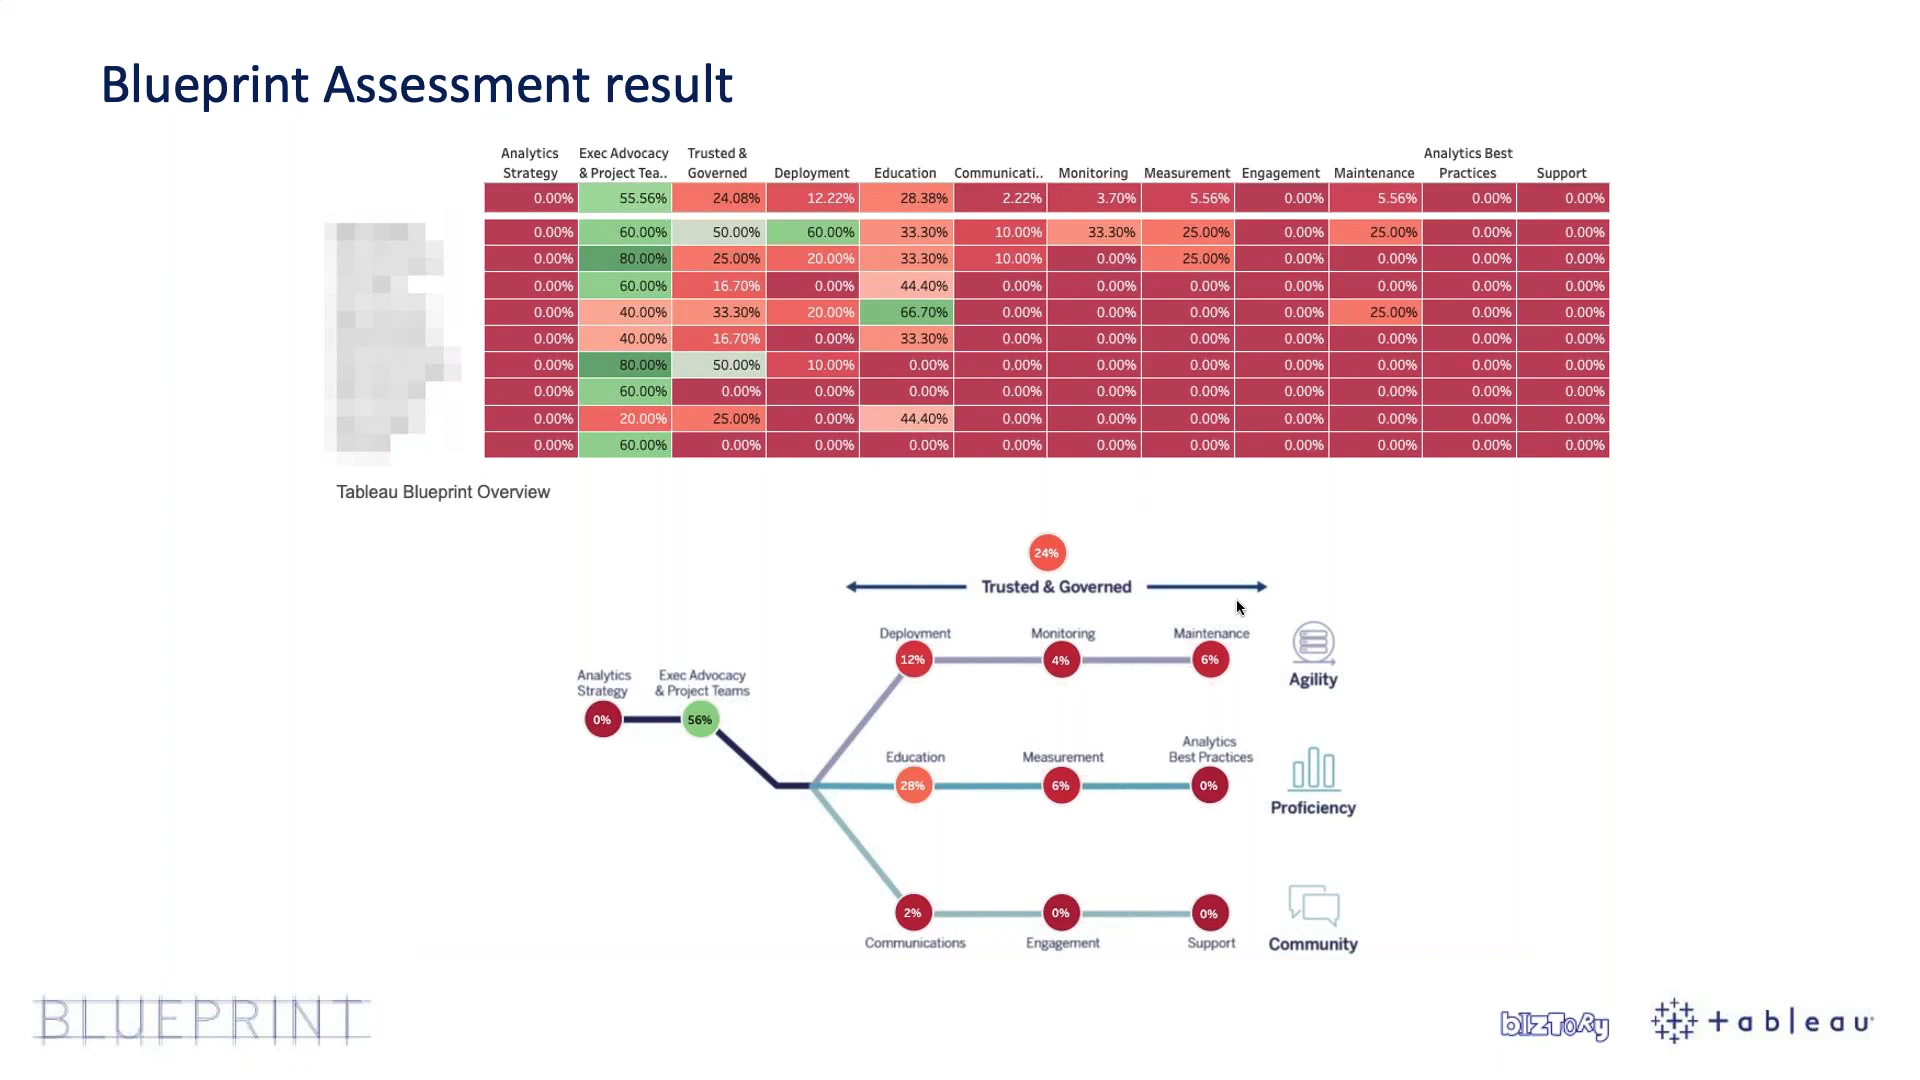 Blueprint Assessment result
Analytics Strategy Exec Advocacy & Project Tea.. Trusted & Governed Deployment Education Communicati.. Monitoring Measurement Engagement Maintenance Analytics Best Practices Support
0.00% 55.56% 24.08% 12.22% 28.38% 2.22% 3.70% 5.56% 0.00% 5.56% 0.00% 0.00%
0.00% 60.00% 50.00% 60.00% 33.30% 10.00% 33.30% 25.00% 0.00% 25.00% 0.00% 0.00%
0.00% 80.00% 25.00% 20.00% 33.30% 10.00% 0.00% 25.00% 0.00% 0.00% 0.00% 0.00%
0.00% 60.00% 16.70% 0.00% 44.40% 0.00% 0.00% 0.00% 0.00% 0.00% 0.00% 0.00%
0.00% 40.00% 33.30% 20.00% 66.70% 0.00% 0.00% 0.00% 0.00% 25.00% 0.00% 0.00%
0.00% 40.00% 16.70% 0.00% 33.30% 0.00% 0.00% 0.00% 0.00% 0.00% 0.00% 0.00%
0.00% 80.00% 50.00% 10.00% 0.00% 0.00% 0.00% 0.00% 0.00% 0.00% 0.00% 0.00%
0.00% 60.00% 0.00% 0.00% 0.00% 0.00% 0.00% 0.00% 0.00% 0.00% 0.00% 0.00%
0.00% 20.00% 25.00% 0.00% 44.40% 0.00% 0.00% 0.00% 0.00% 0.00% 0.00% 0.00%
0.00% 60.00% 0.00% 0.00% 0.00% 0.00% 0.00% 0.00% 0.00% 0.00% 0.00% 0.00%
Tableau Blueprint Overview
24%
Trusted & Governed
Deployment Monitoring Maintenance
12% 4% 6%
Agility
Analytics Strategy
Exec Advocacy & Project Teams
0% 56%
Education Measurement Analytics Best Practices
28% 6% 0%
Proficiency
2% 0% 0%
Communications Engagement Support
Community
BLUEPRINT
bIZTORy
+ableau